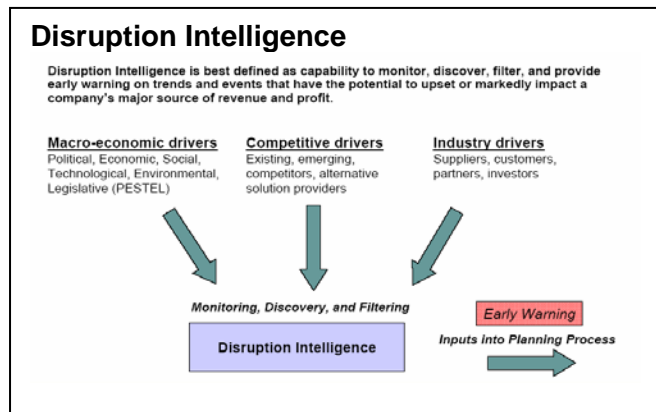 Disruption Intelligence
Disruption Intelligence is best defined as capability to monitor, discover, filter, and provide
early warning on trends and events that have the potential to upset or markedly impact a
company's major source of revenue and profit.
Macro-economic drivers
Political, Economic, Social,
Technological, Environmental,
Legislative (PESTEL)
Competitive drivers
Existing, emerging,
competitors, alternative
solution providers
Industry drivers
Suppliers, customers,
partners, investors
Monitoring, Discovery, and Filtering
Disruption Intelligence
Early Warning
Inputs into Planning Process